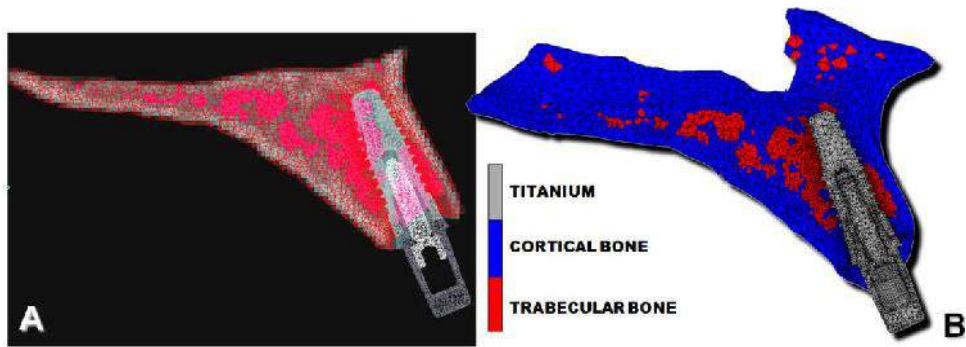 A
TITANIUM
CORTICAL BONE
TRABECULAR BONE
B